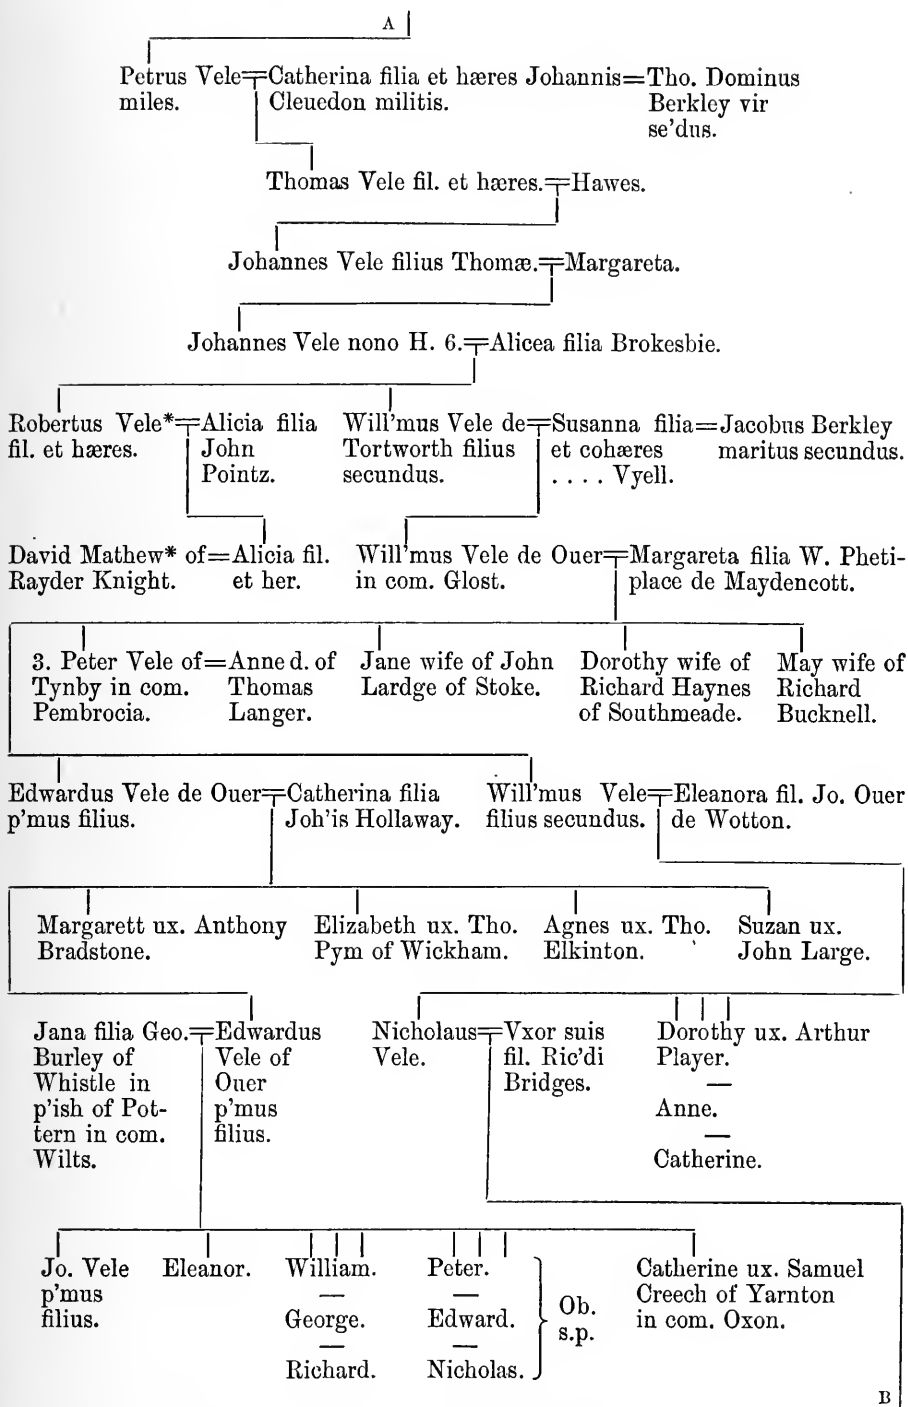 A
Petrus Vele=Catherina filia et hæres Johannis=Tho. Dominus
miles. Cleuedon militis. Berkley vir
se'dus.
Thomas Vele fil. et hæres.=Hawes.
Johannes Vele filius Thomæ.=Margareta.
Johannes Vele nono H. 6.=Alicea filia Brokesbie.
Robertus Vele*=Alicia filia Will'mus Vele de=Susanna filia=Jacobus Berkley
fil. et hæres. John Tortworth filius et cohæres maritus secundus.
Pointz. secundus. . . . . Vyell.
David Mathew* of=Alicia fil. Will'mus Vele de Ouer=Margareta filia W. Pheti-
Rayder Knight. et her. in com. Glost. place de Maydencott.
3. Peter Vele of=Anne d. of Jane wife of John Dorothy wife of May wife of
Tynby in com. Thomas Lardge of Stoke. Richard Haynes Richard
Pembrocia. Langer. of Southmeade. Bucknell.
Edwardus Vele de Ouer=Catherina filia Will'mus Vele=Eleanora fil. Jo. Ouer
p'mus filius. Joh'is Hollaway. filius secundus. de Wotton.
Margarett ux. Anthony Elizabeth ux. Tho. Agnes ux. Tho. Suzan ux.
Bradstone. Pym of Wickham. Elkinton. John Large.
Jana filia Geo.=Edwardus Nicholaus=Vxor suis Dorothy ux. Arthur
Burley of Vele of Vele. fil. Ric'di Player.
Whistle in Ouer Bridges. —
p'ish of Pot- p'mus Anne.
tern in com. filius. —
Wilts. Catherine.
Jo. Vele Eleanor. William. Peter. Catherine ux. Samuel
p'mus — — Creech of Yarnton
filius. George. Edward. Ob. in com. Oxon.
— — s.p.
Richard. Nicholas.
B